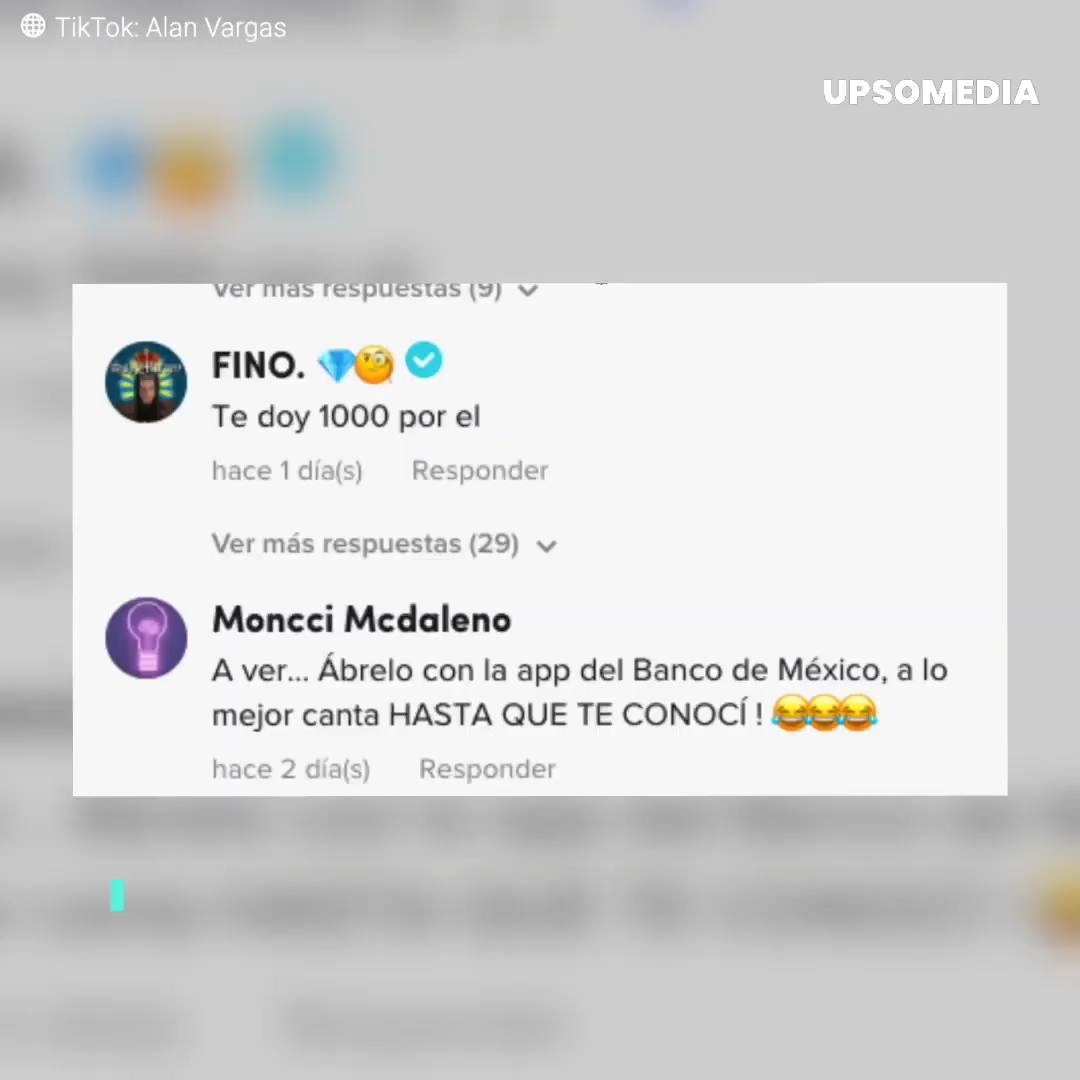 TikTok: Alan Vargas
UPSOMEDIA
Ver más respuestas (9)
FINO. 💎🧐
Te doy 1000 por el
hace 1 día(s) Responder
Ver más respuestas (29)
Moncci Mcdaleno
A ver... Ábrelo con la app del Banco de México, a lo
mejor canta HASTA QUE TE CONOCÍ ! 😂😂😂
hace 2 día(s) Responder